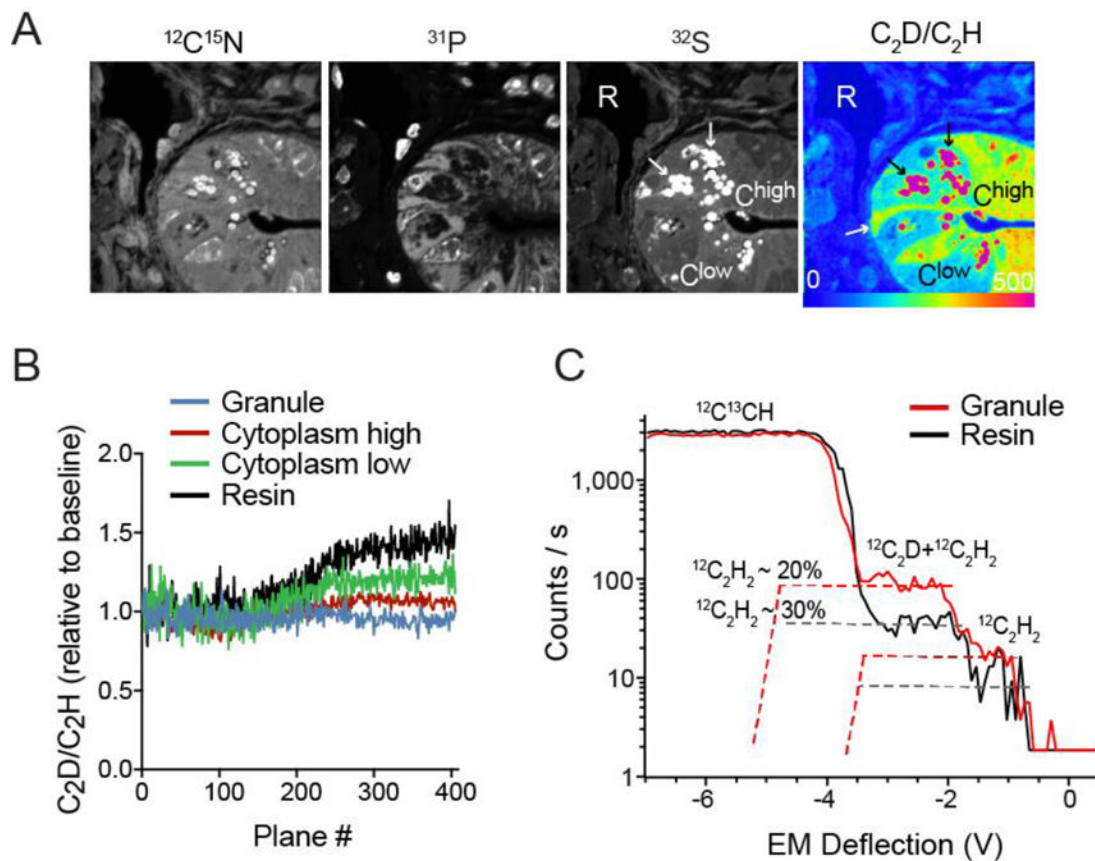 A
¹²C¹⁵N
³¹P
³²S
C₂D/C₂H
R
R
Cʰⁱᵍʰ
Cʰⁱᵍʰ
Cˡᵒʷ
Cˡᵒʷ
0
500
B
Granule
Cytoplasm high
Cytoplasm low
Resin
C₂D/C₂H (relative to baseline)
2.0
1.5
1.0
0.5
0.0
0
100
200
300
400
Plane #
C
¹²C¹³CH
Granule
Resin
Counts / s
1,000
100
10
1
¹²C₂D+¹²C₂H₂
¹²C₂H₂ ~ 20%
¹²C₂H₂ ~ 30%
¹²C₂H₂
-6
-4
-2
0
EM Deflection (V)